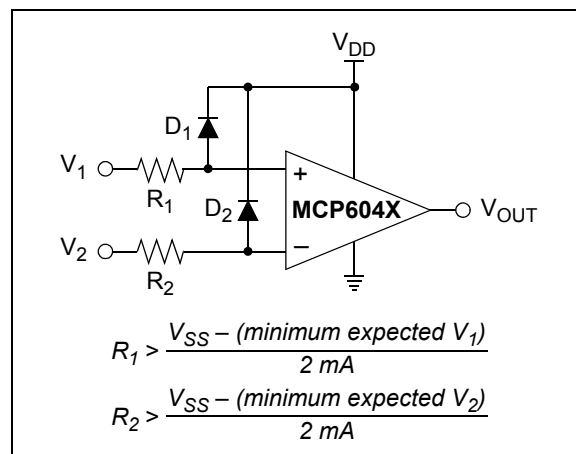 V_DD
D_1
V_1
R_1
+
MCP604X
V_OUT
D_2
V_2
R_2
–
R_1 > V_SS – (minimum expected V_1)
2 mA
R_2 > V_SS – (minimum expected V_2)
2 mA